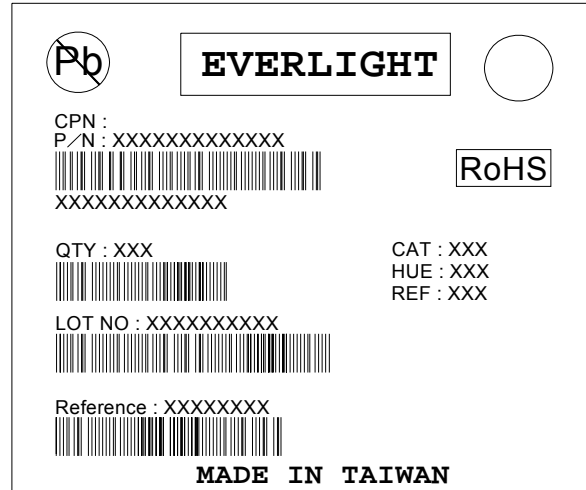 Pb
EVERLIGHT
CPN :
P/N : XXXXXXXXXXXXX
RoHS
XXXXXXXXXXXXX
QTY : XXX
CAT : XXX
HUE : XXX
REF : XXX
LOT NO : XXXXXXXXXX
Reference : XXXXXXXX
MADE IN TAIWAN